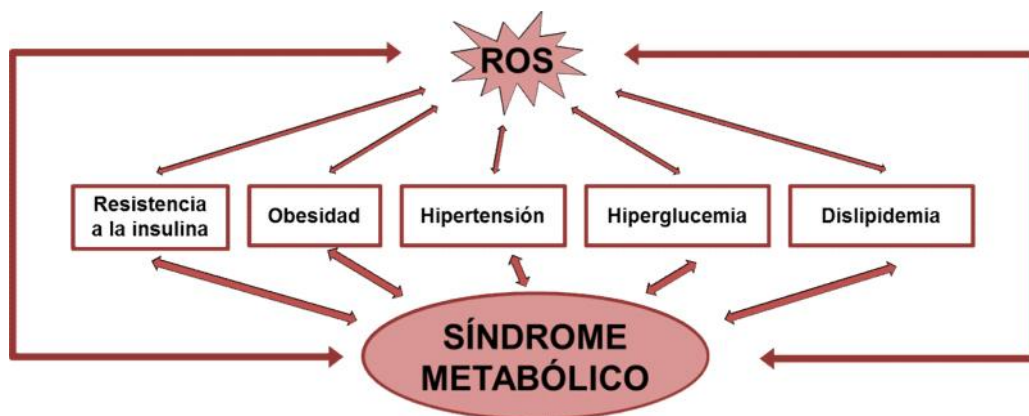 ROS
Resistencia
a la insulina
Obesidad
Hipertensión
Hiperglucemia
Dislipidemia
SÍNDROME
METABÓLICO